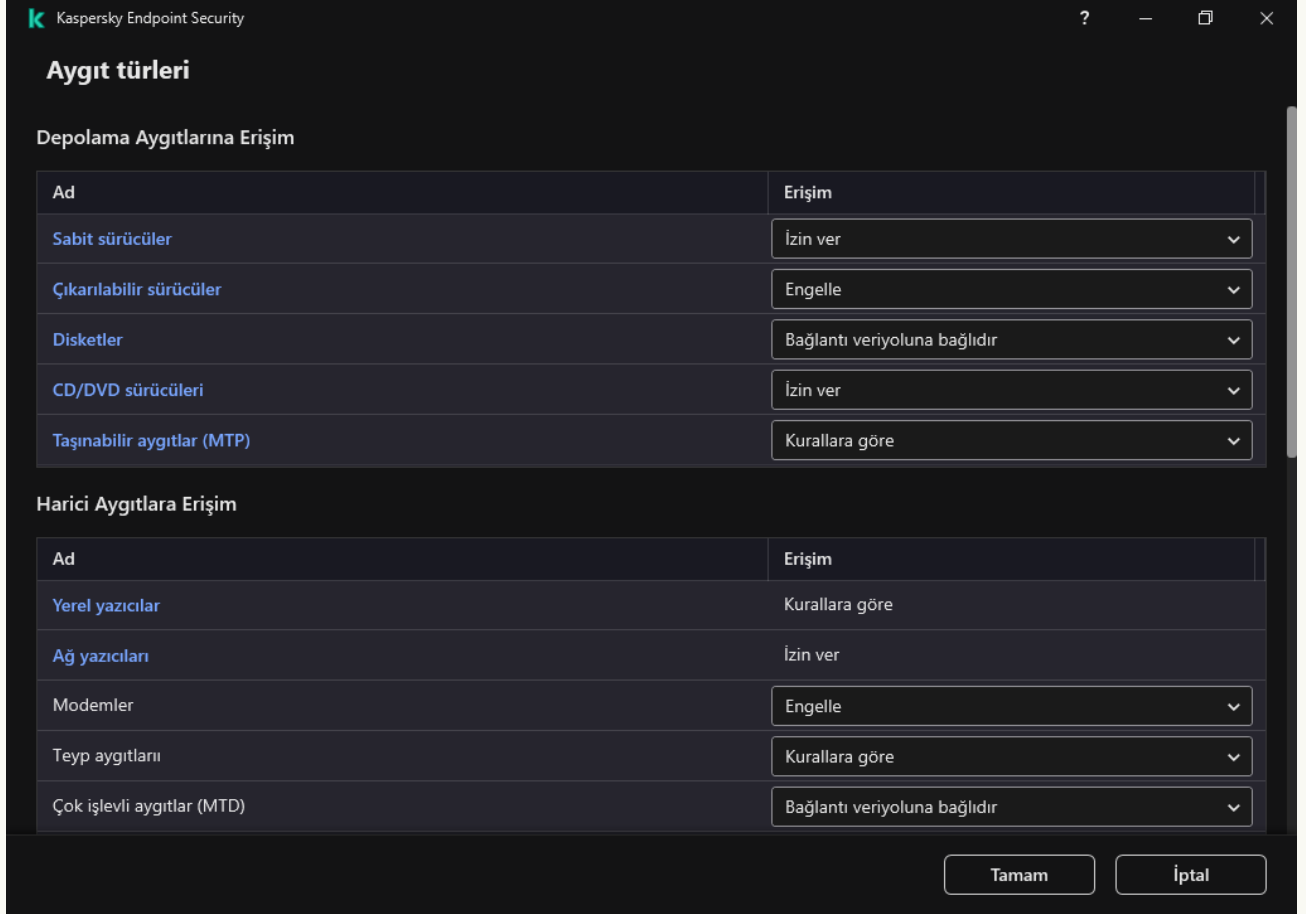 Kaspersky Endpoint Security ?
Aygıt türleri
Depolama Aygıtlarına Erişim
Ad Erişim
Sabit sürücüler İzin ver
Çıkarılabilir sürücüler Engelle
Disketler Bağlantı veriyoluna bağlıdır
CD/DVD sürücüleri İzin ver
Taşınabilir aygıtlar (MTP) Kurallara göre
Harici Aygıtlara Erişim
Ad Erişim
Yerel yazıcılar Kurallara göre
Ağ yazıcıları İzin ver
Modemler Engelle
Teyp aygıtlarıı Kurallara göre
Çok işlevli aygıtlar (MTD) Bağlantı veriyoluna bağlıdır
Tamam İptal